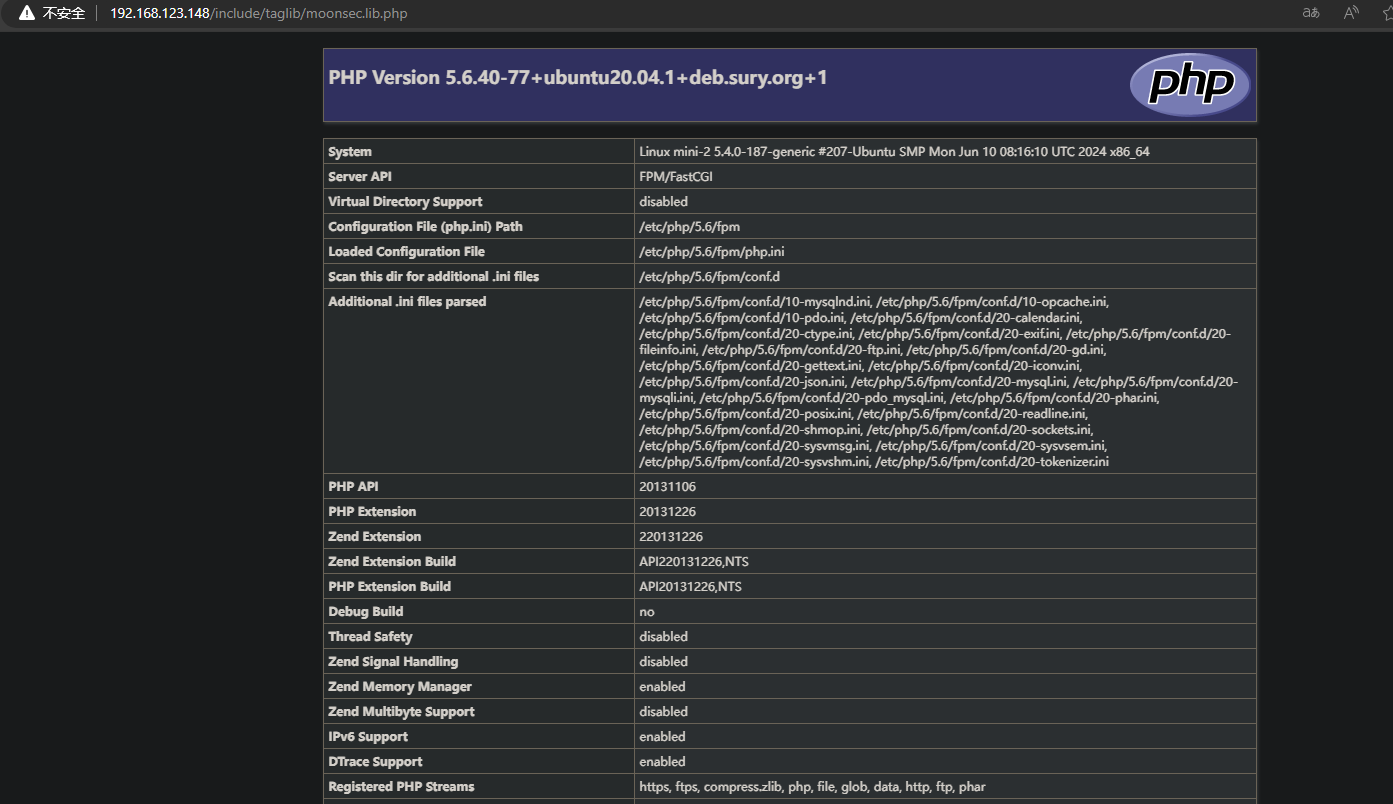 不安全 192.168.123.148/include/taglib/moonsec.lib.php aあ A
PHP Version 5.6.40-77+ubuntu20.04.1+deb.sury.org+1 php
System Linux mini-2 5.4.0-187-generic #207-Ubuntu SMP Mon Jun 10 08:16:10 UTC 2024 x86_64
Server API FPM/FastCGI
Virtual Directory Support disabled
Configuration File (php.ini) Path /etc/php/5.6/fpm
Loaded Configuration File /etc/php/5.6/fpm/php.ini
Scan this dir for additional .ini files /etc/php/5.6/fpm/conf.d
Additional .ini files parsed /etc/php/5.6/fpm/conf.d/10-mysqlnd.ini, /etc/php/5.6/fpm/conf.d/10-opcache.ini,
/etc/php/5.6/fpm/conf.d/10-pdo.ini, /etc/php/5.6/fpm/conf.d/20-calendar.ini,
/etc/php/5.6/fpm/conf.d/20-ctype.ini, /etc/php/5.6/fpm/conf.d/20-exif.ini, /etc/php/5.6/fpm/conf.d/20-
fileinfo.ini, /etc/php/5.6/fpm/conf.d/20-ftp.ini, /etc/php/5.6/fpm/conf.d/20-gd.ini,
/etc/php/5.6/fpm/conf.d/20-gettext.ini, /etc/php/5.6/fpm/conf.d/20-iconv.ini,
/etc/php/5.6/fpm/conf.d/20-json.ini, /etc/php/5.6/fpm/conf.d/20-mysql.ini, /etc/php/5.6/fpm/conf.d/20-
mysqli.ini, /etc/php/5.6/fpm/conf.d/20-pdo_mysql.ini, /etc/php/5.6/fpm/conf.d/20-phar.ini,
/etc/php/5.6/fpm/conf.d/20-posix.ini, /etc/php/5.6/fpm/conf.d/20-readline.ini,
/etc/php/5.6/fpm/conf.d/20-shmop.ini, /etc/php/5.6/fpm/conf.d/20-sockets.ini,
/etc/php/5.6/fpm/conf.d/20-sysvmsg.ini, /etc/php/5.6/fpm/conf.d/20-sysvsem.ini,
/etc/php/5.6/fpm/conf.d/20-sysvshm.ini, /etc/php/5.6/fpm/conf.d/20-tokenizer.ini
PHP API 20131106
PHP Extension 20131226
Zend Extension 220131226
Zend Extension Build API220131226,NTS
PHP Extension Build API20131226,NTS
Debug Build no
Thread Safety disabled
Zend Signal Handling disabled
Zend Memory Manager enabled
Zend Multibyte Support disabled
IPv6 Support enabled
DTrace Support enabled
Registered PHP Streams https, ftps, compress.zlib, php, file, glob, data, http, ftp, phar